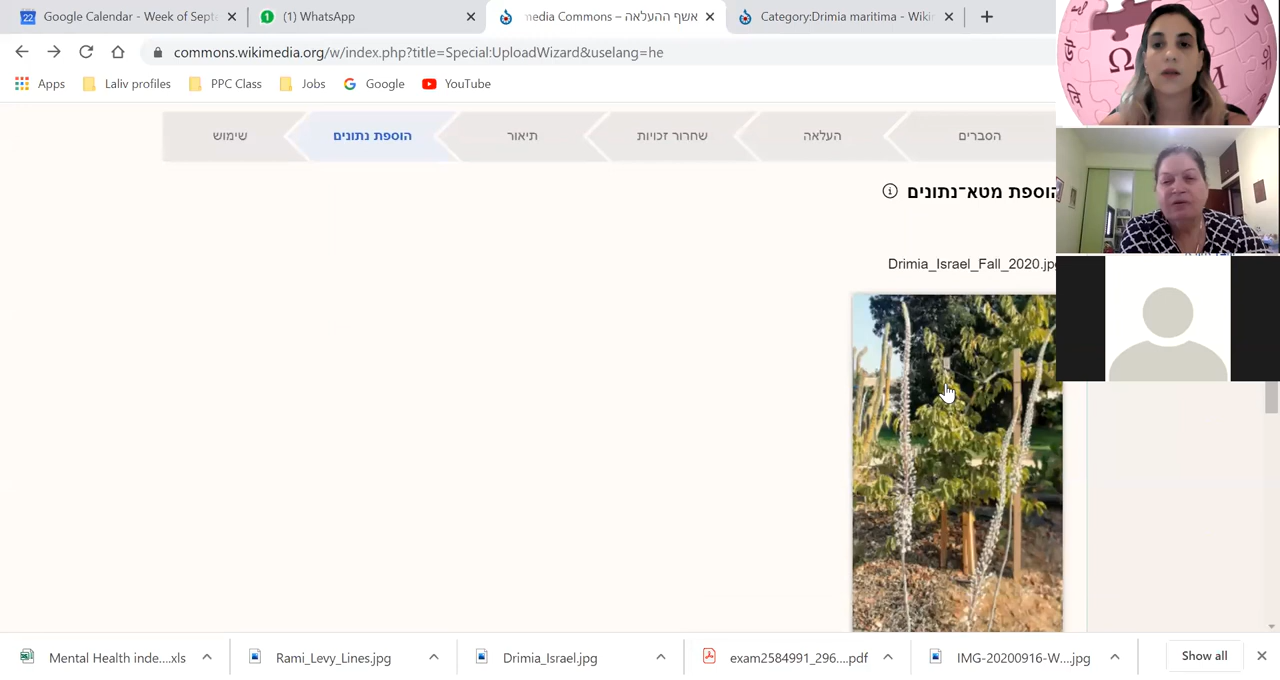 22 Google Calendar - Week of Sept
1 (1) WhatsApp
אשף ההעלאה – media Commons
Category:Drimia maritima - Wiki
commons.wikimedia.org/w/index.php?title=Special:UploadWizard&uselang=he
Apps
Laliv profiles
PPC Class
Jobs
Google
YouTube
הסברים
העלאה
שחרור זכויות
תיאור
הוספת נתונים
שימוש
הוספת מטא־נתונים
Drimia_Israel_Fall_2020.jpg
Mental Health inde....xls
Rami_Levy_Lines.jpg
Drimia_Israel.jpg
exam2584991_296....pdf
IMG-20200916-W....jpg
Show all